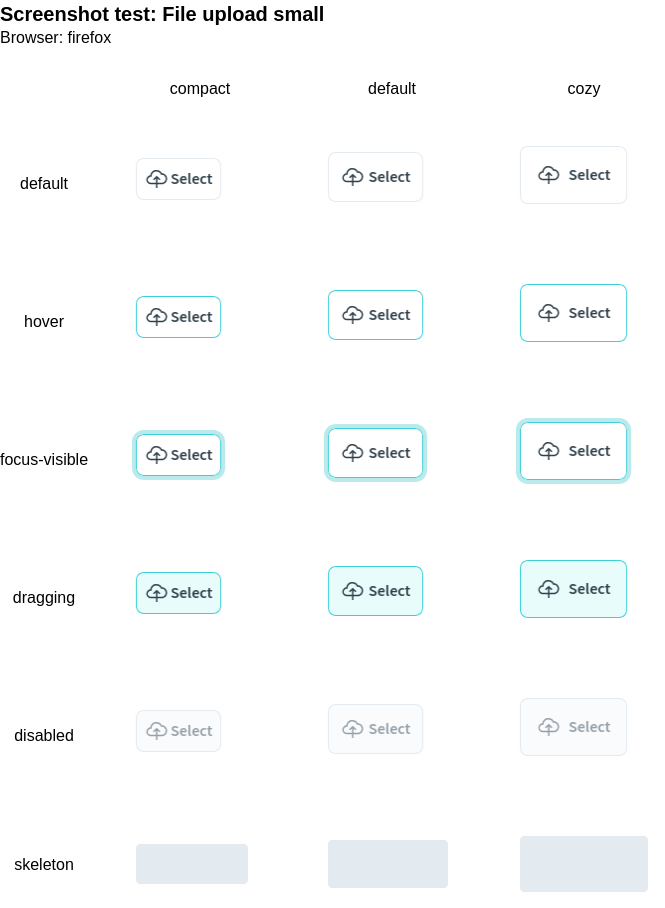 Screenshot test: File upload small
Browser: firefox
compact default cozy
default Select Select Select
hover Select Select Select
focus-visible Select Select Select
dragging Select Select Select
disabled Select Select Select
skeleton